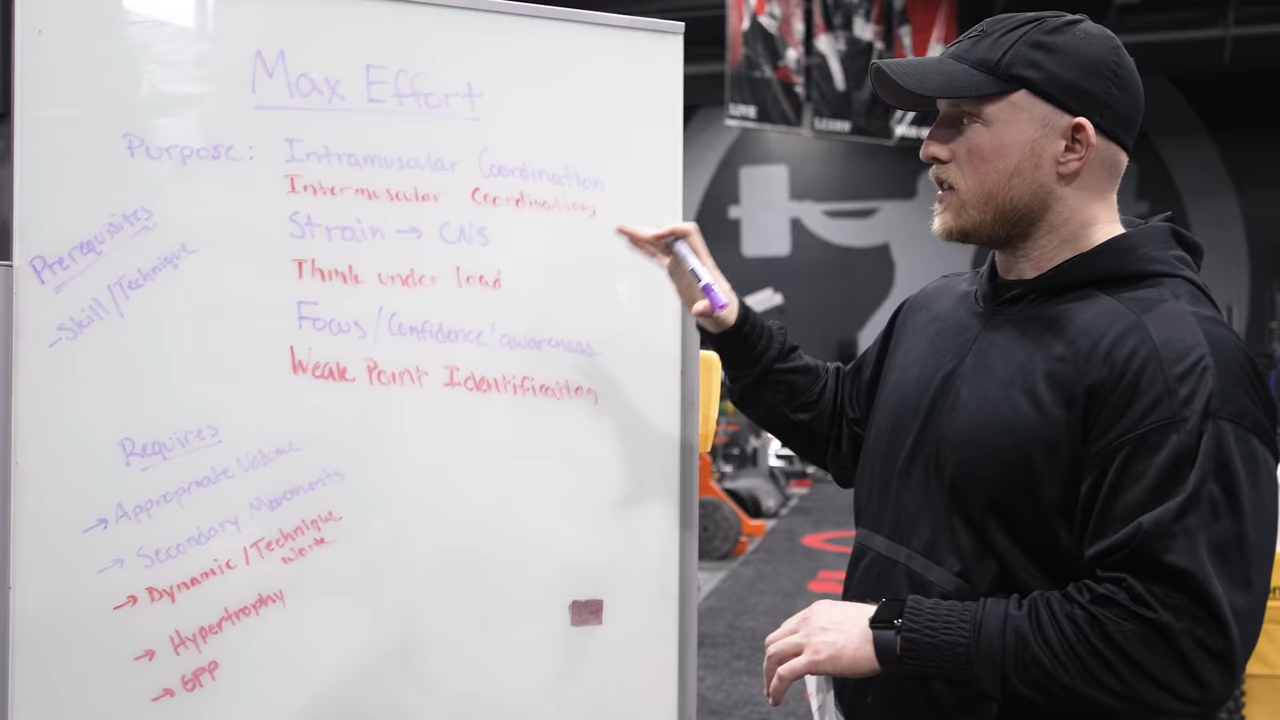 Max Effort
Purpose: Intramuscular Coordination
Intermuscular Coordination
Strain → CNS
Think under load
Focus/Confidence/awareness
Weak Point Identification
Prerequisites
-Skill/Technique
Requires
→ Appropriate Volume
→ Secondary Movements
→ Dynamic/Technique
work
→ Hypertrophy
→ GPP